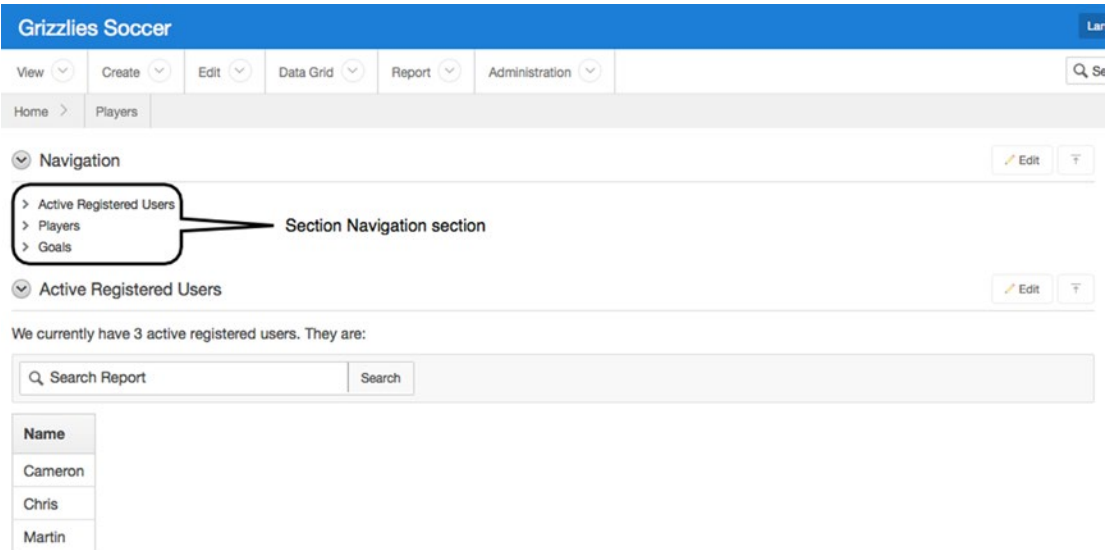 Grizzlies Soccer
Lar
View Create Edit Data Grid Report Administration Se
Home > Players
Navigation Edit
> Active Registered Users
> Players
> Goals
Section Navigation section
Active Registered Users Edit
We currently have 3 active registered users. They are:
Search Report Search
Name
Cameron
Chris
Martin